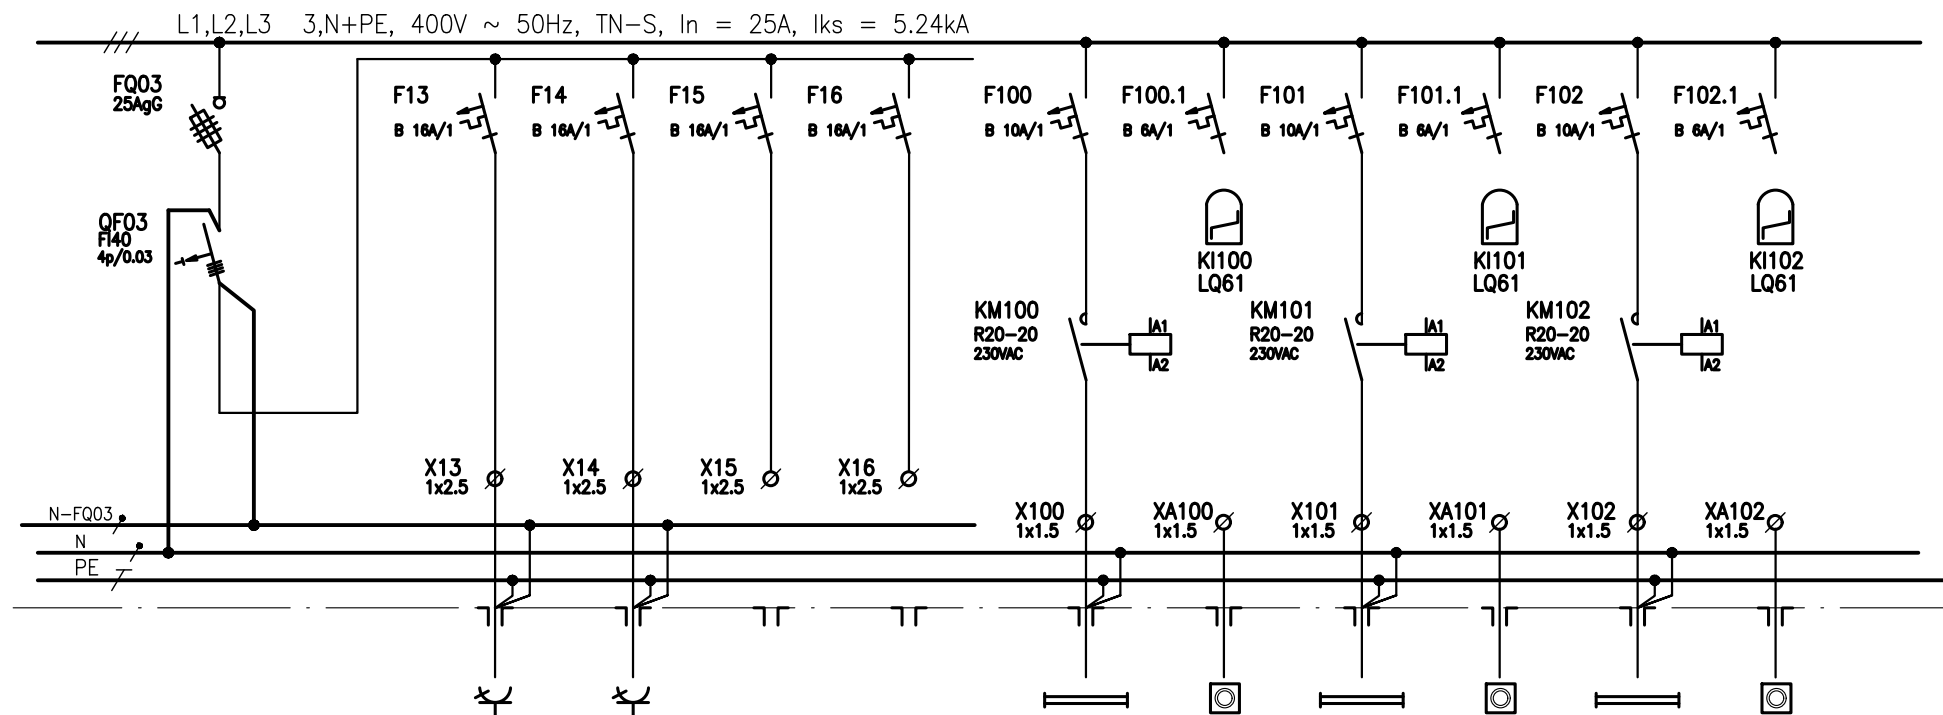 L1,L2,L3 3,N+PE, 400V ~ 50Hz, TN-S, In = 25A, Iks = 5.24kA
FQ03
25AgG
F13
B 16A/1
F14
B 16A/1
F15
B 16A/1
F16
B 16A/1
F100
B 10A/1
F100.1
B 6A/1
F101
B 10A/1
F101.1
B 6A/1
F102
B 10A/1
F102.1
B 6A/1
QF03
FI40
4p/0.03
KI100
LQ61
KI101
LQ61
KI102
LQ61
KM100
R20-20
230VAC
A1
A2
KM101
R20-20
230VAC
A1
A2
KM102
R20-20
230VAC
A1
A2
X13
1x2.5
X14
1x2.5
X15
1x2.5
X16
1x2.5
X100
1x1.5
XA100
1x1.5
X101
1x1.5
XA101
1x1.5
X102
1x1.5
XA102
1x1.5
N-FQ03
N
PE